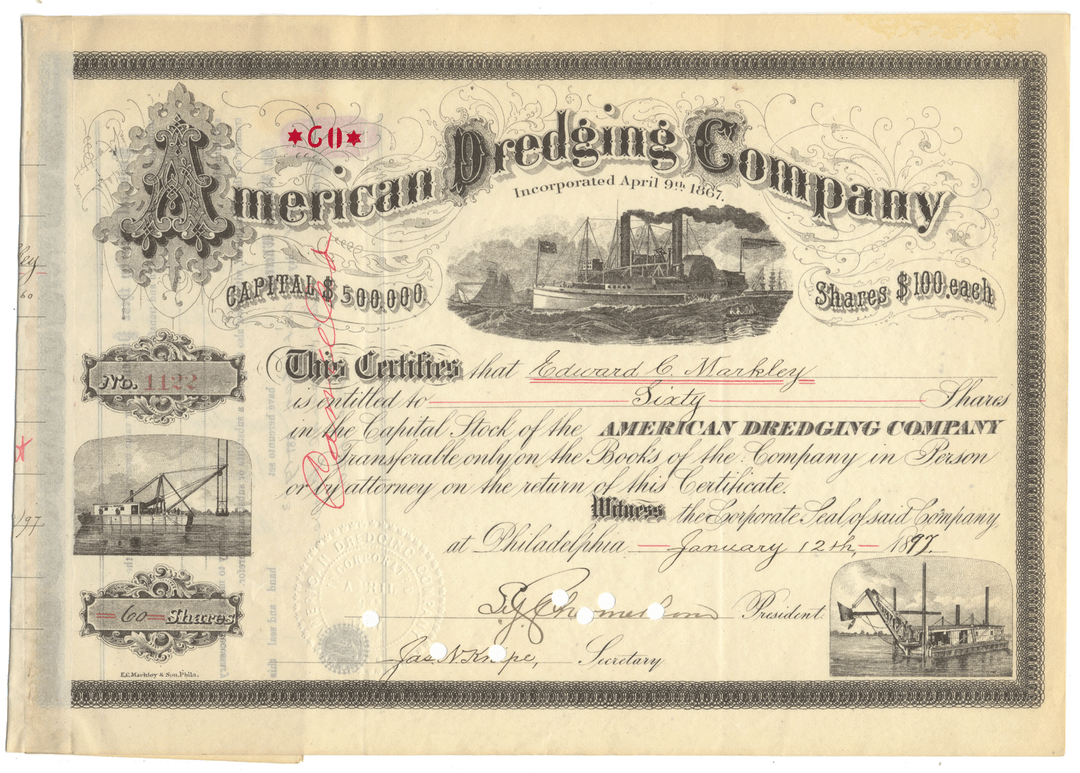 ★60★
American Dredging Company
Incorporated April 9th 1867.
CAPITAL $500,000.
Shares $100.each
This Certifies that Edward C. Markley
No. 1122
is entitled to Sixty Shares
in the Capital Stock of the AMERICAN DREDGING COMPANY
Transferable only on the Books of the Company in Person
or by attorney on the return of this Certificate.
Witness the Corporate Seal of said Company
at Philadelphia January 12th, 1897.
President.
60 Shares
Jas. N. Knipe, Secretary
E.C. Markley & Son, Phila.
Cancelled